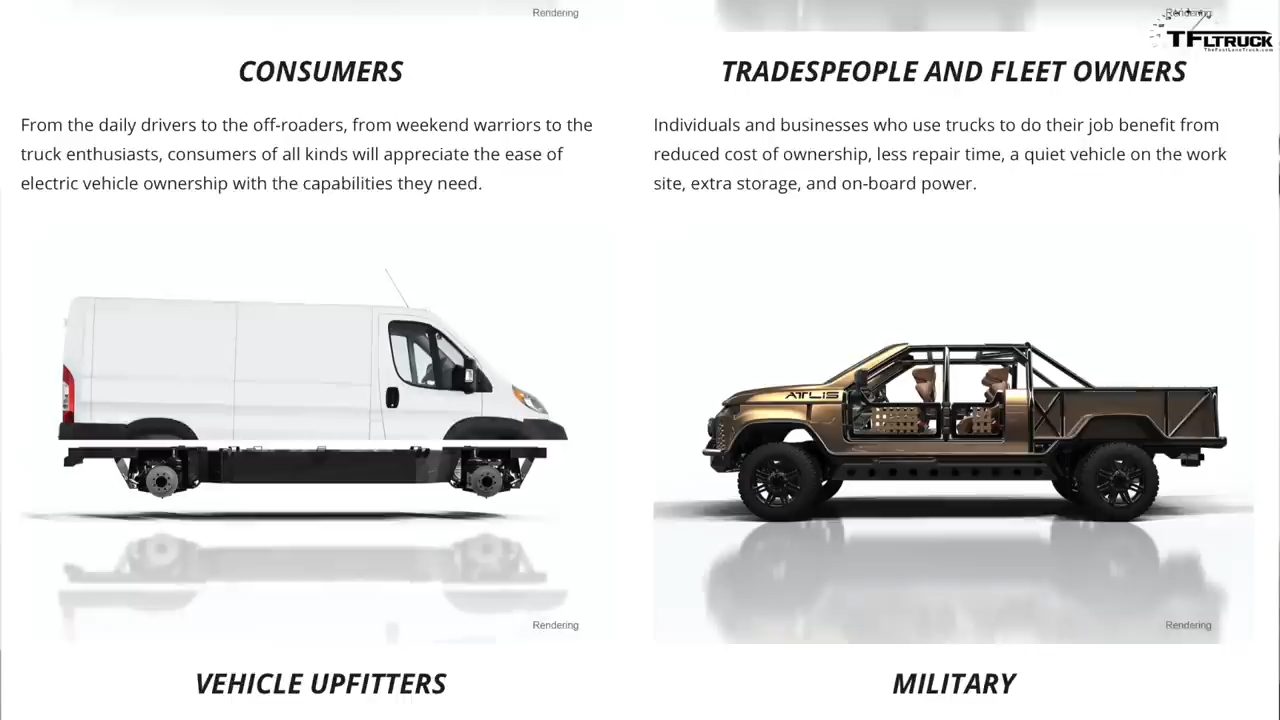 Rendering
Rendering
TFLTRUCK
TheFastLaneTruck.com
CONSUMERS
From the daily drivers to the off-roaders, from weekend warriors to the
truck enthusiasts, consumers of all kinds will appreciate the ease of
electric vehicle ownership with the capabilities they need.
TRADESPEOPLE AND FLEET OWNERS
Individuals and businesses who use trucks to do their job benefit from
reduced cost of ownership, less repair time, a quiet vehicle on the work
site, extra storage, and on-board power.
ATLIS
Rendering
Rendering
VEHICLE UPFITTERS
MILITARY